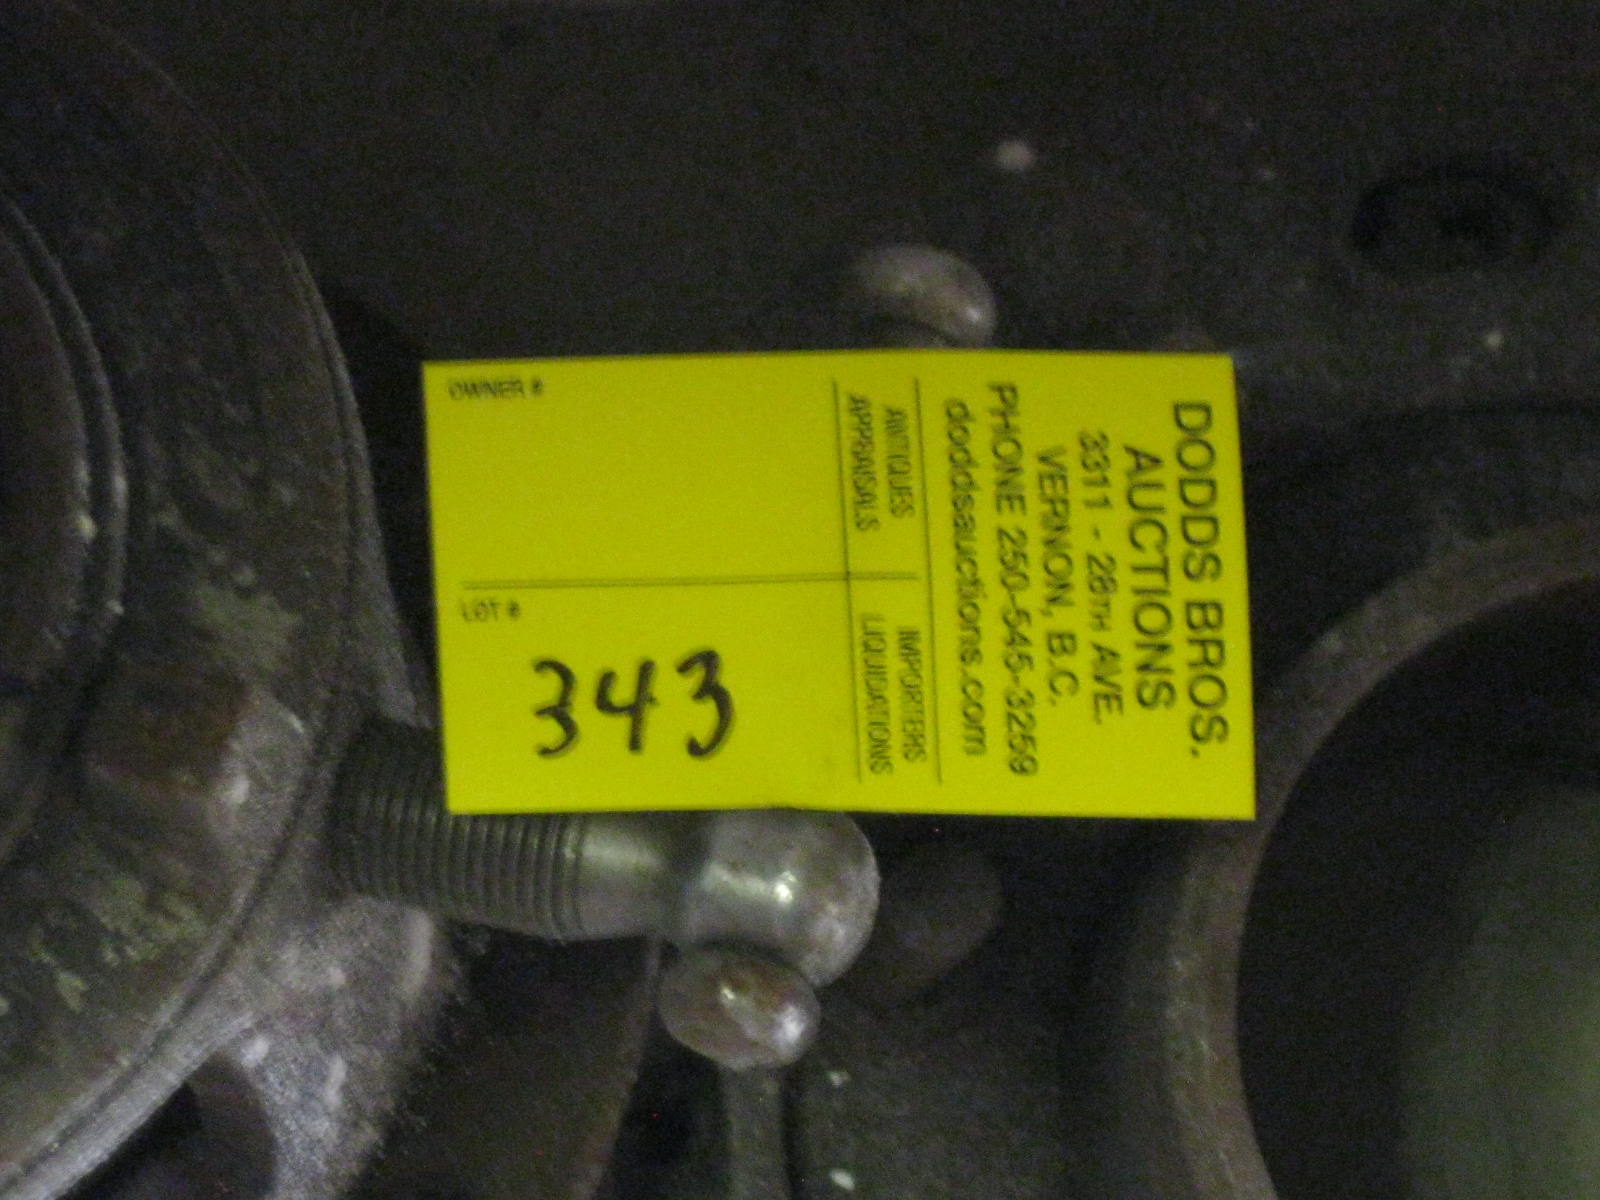 DODDS BROS.
AUCTIONS
3311 - 28TH AVE.
VERNON, B.C.
PHONE 250-545-3259
doddsauctions.com
ANTIQUES IMPORTERS
APPRAISALS LIQUIDATIONS
OWNER #
LOT #
343